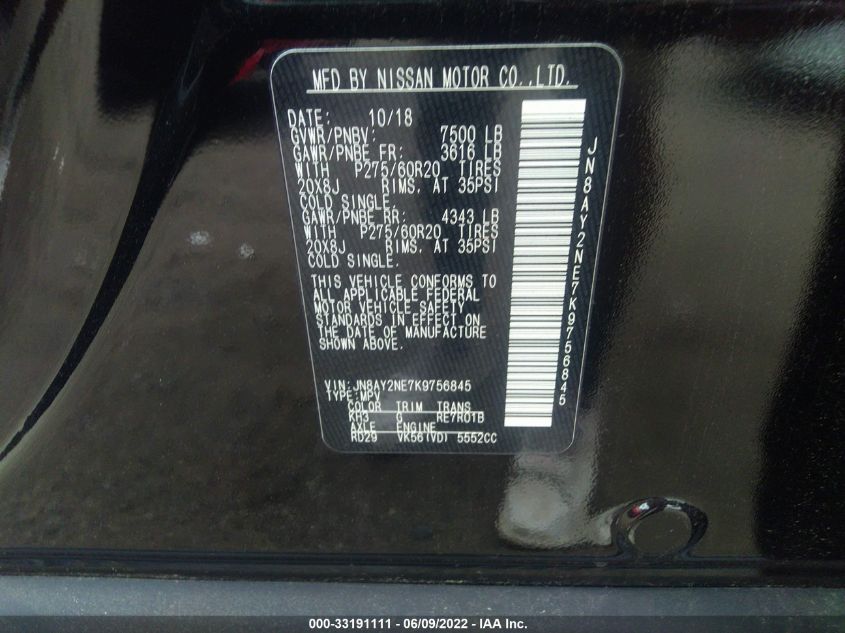 MFD BY NISSAN MOTOR CO.,LTD.
DATE: 10/18
GVWR/PNBV: 7500 LB
GAWR/PNBE FR: 3616 LB
WITH P275/60R20 TIRES
20X8J RIMS. AT 35PSI
COLD SINGLE.
GAWR/PNBE RR: 4343 LB
WITH P275/60R20 TIRES
20X8J RIMS. AT 35PSI
COLD SINGLE.
THIS VEHICLE CONFORMS TO
ALL APPLICABLE FEDERAL
MOTOR VEHICLE SAFETY
STANDARDS IN EFFECT ON
THE DATE OF MANUFACTURE
SHOWN ABOVE.
VIN:JN8AY2NE7K9756845
TYPE:MPV
COLOR TRIM TRANS
KH3 G RE7R01B
AXLE ENGINE
RD29 VK56(VD) 5552CC
JN8AY2NE7K9756845
000-33191111 - 06/09/2022 - IAA Inc.